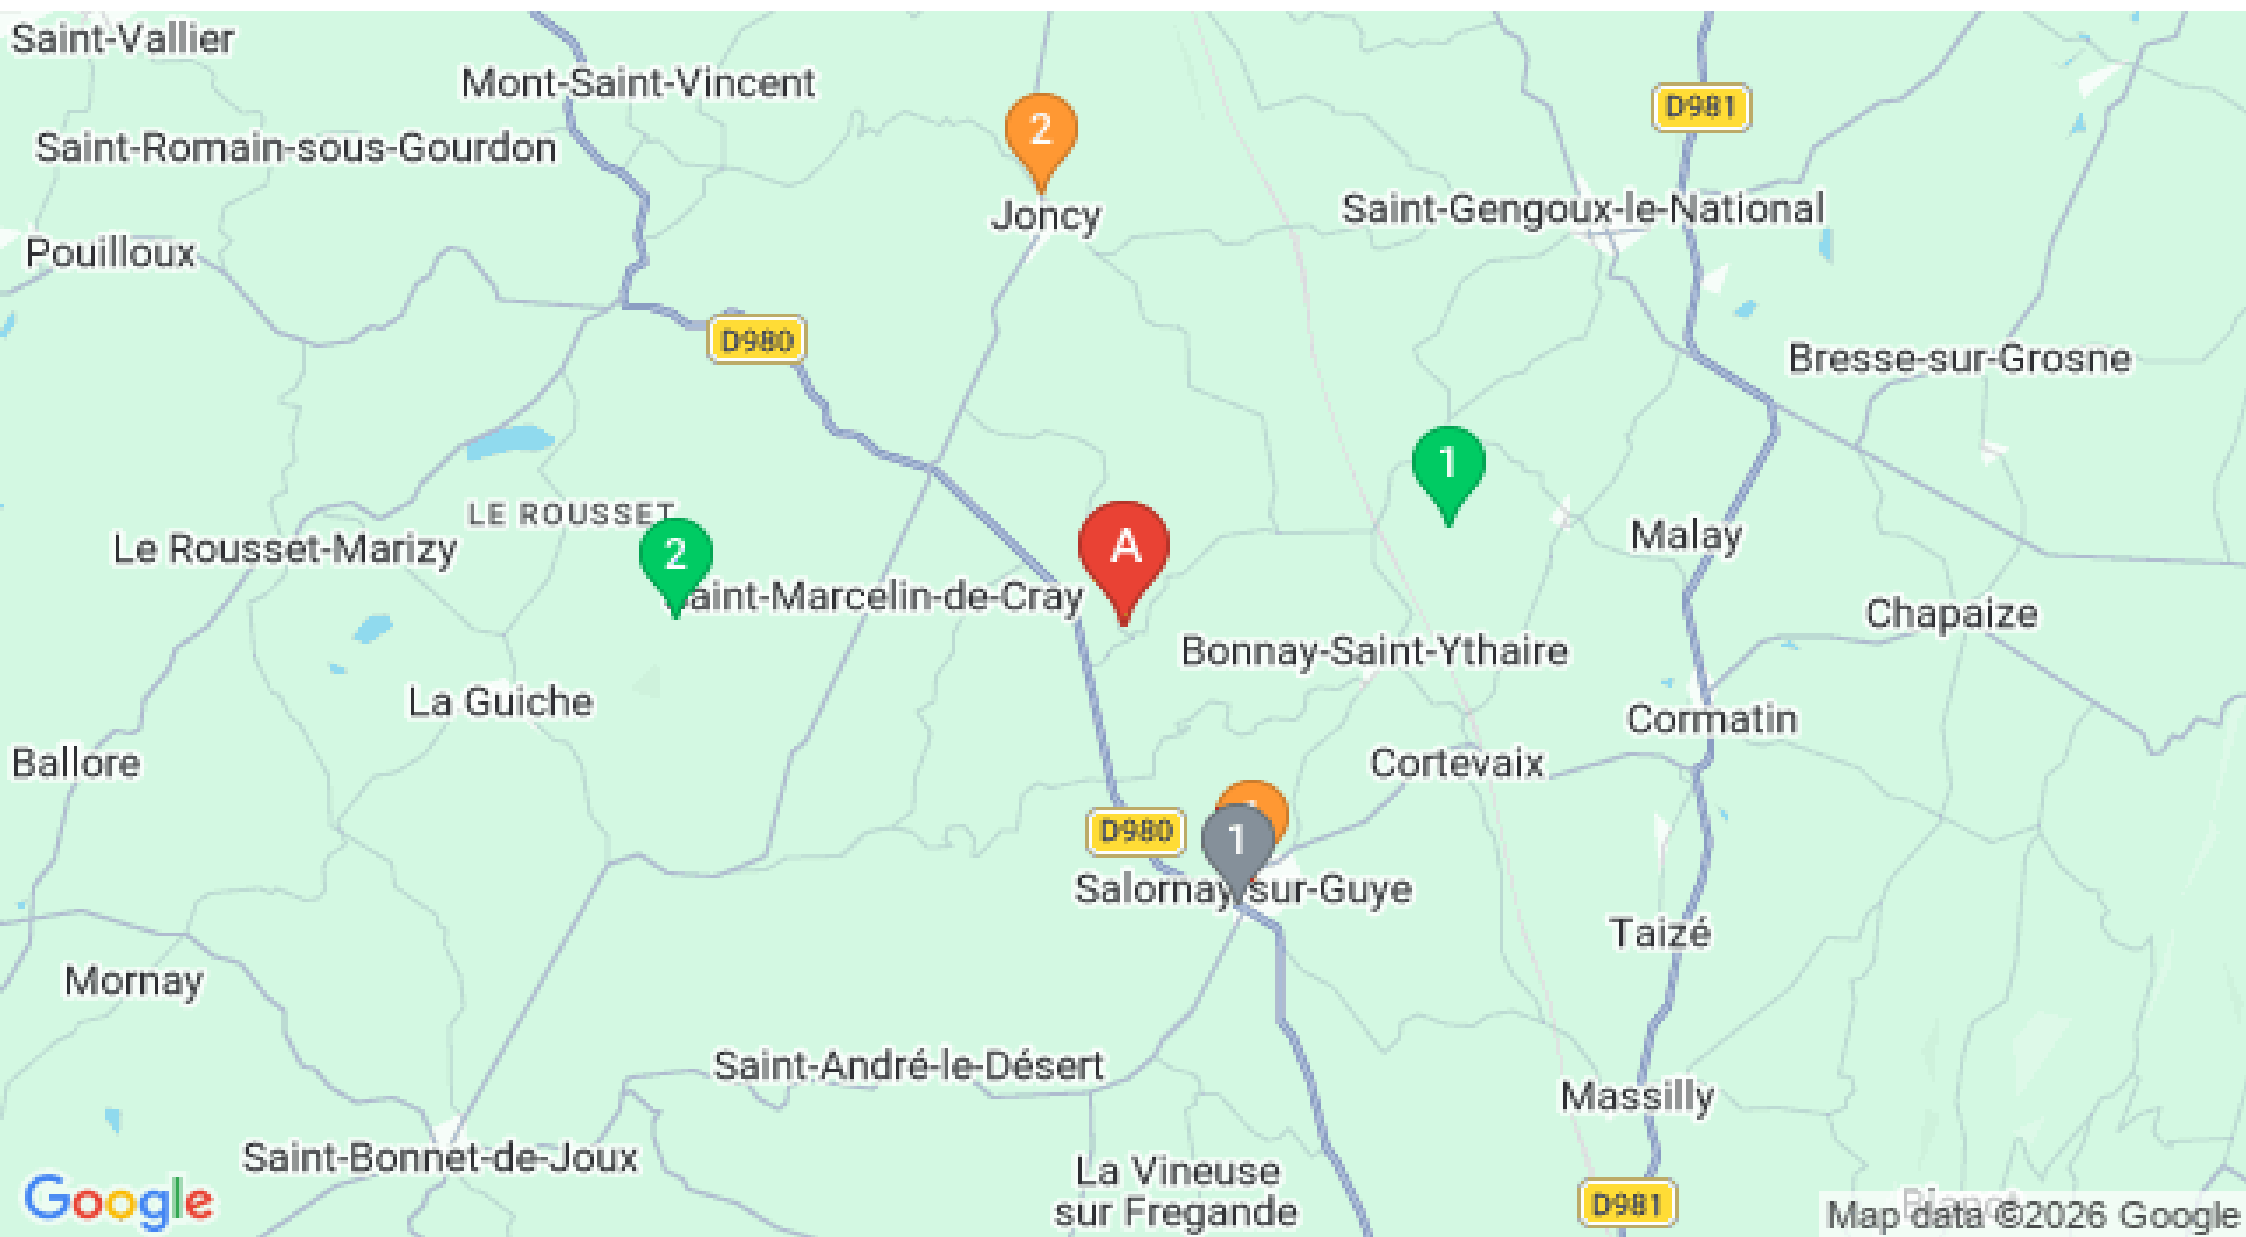 Saint-Vallier
Mont-Saint-Vincent
D981
2
Saint-Romain-sous-Gourdon
Joncy
Saint-Gengoux-le-National
Pouilloux
D980
Bresse-sur-Grosne
1
LE ROUSSET
Malay
A
Le Rousset-Marizy
2
Saint-Marcelin-de-Cray
Chapaize
Bonnay-Saint-Ythaire
La Guiche
Cormatin
Ballore
Cortevaix
D980
1
Salornay-sur-Guye
Taizé
Mornay
Saint-André-le-Désert
Massilly
Saint-Bonnet-de-Joux
La Vineuse
sur Fregande
Google
D981
Map data ©2026 Google